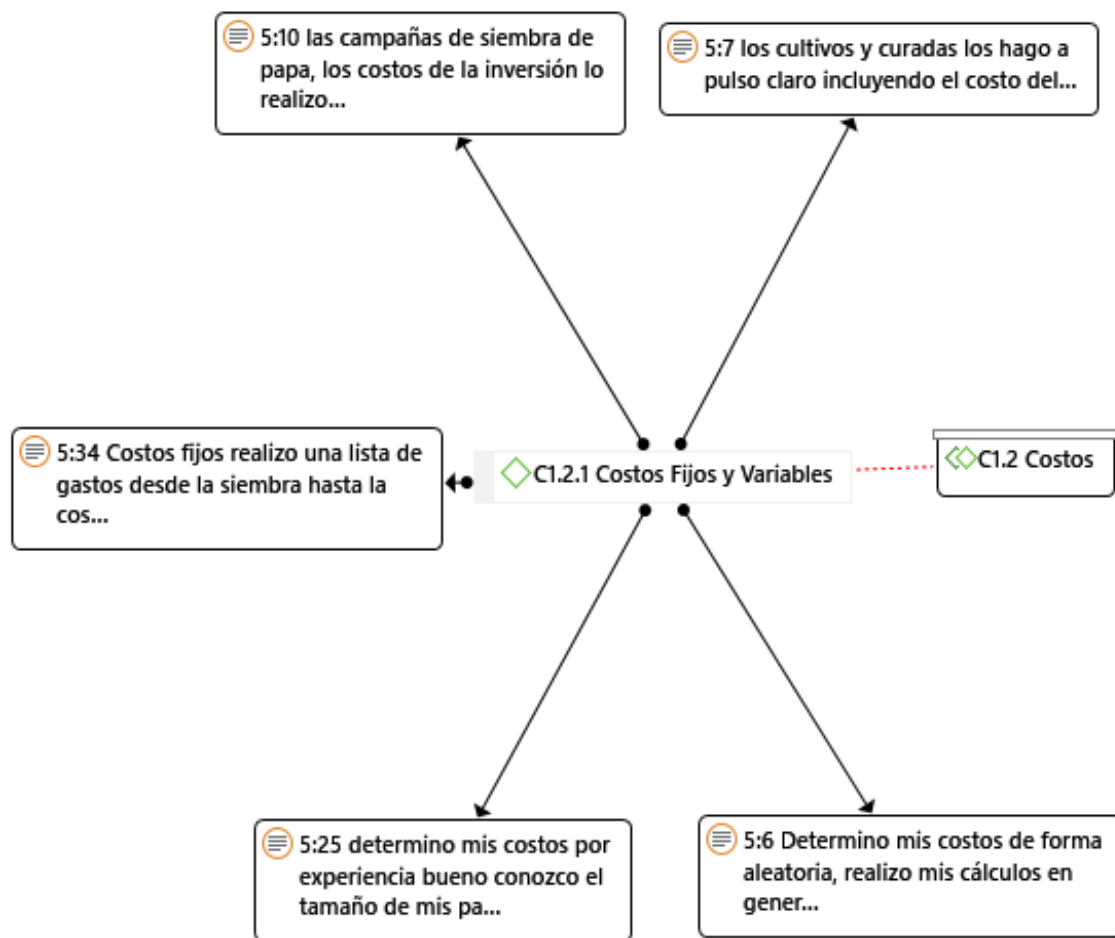 5:10 las campañas de siembra de
papa, los costos de la inversión lo
realizo...
5:7 los cultivos y curadas los hago a
pulso claro incluyendo el costo del...
5:34 Costos fijos realizo una lista de
gastos desde la siembra hasta la
cos...
C1.2.1 Costos Fijos y Variables
C1.2 Costos
5:25 determino mis costos por
experiencia bueno conozco el
tamaño de mis pa...
5:6 Determino mis costos de forma
aleatoria, realizo mis cálculos en
gener...